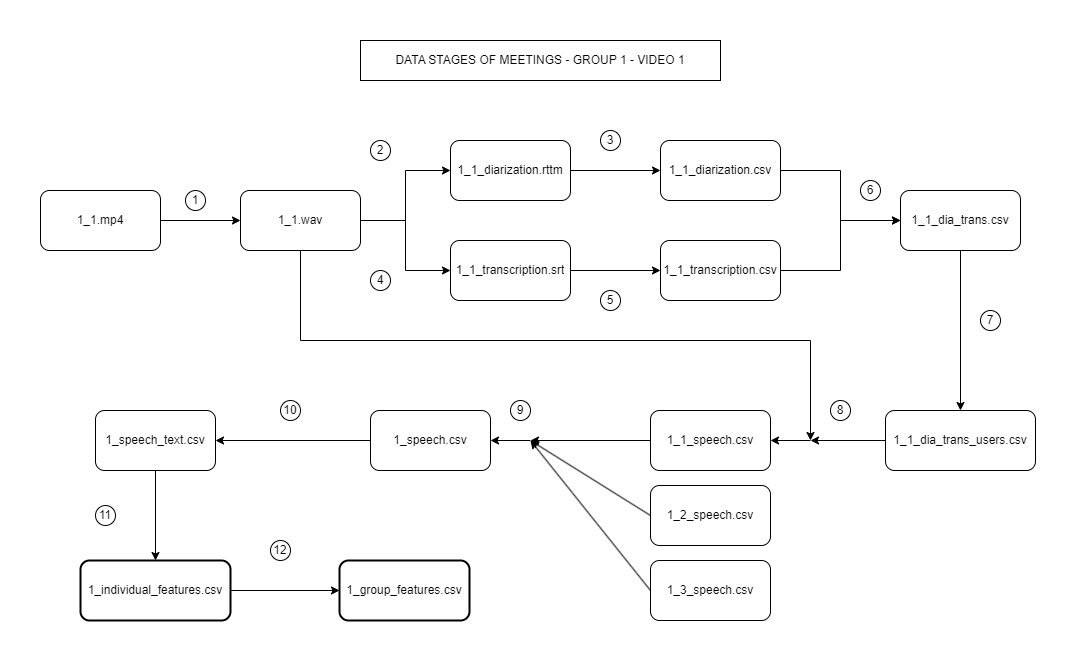 DATA STAGES OF MEETINGS - GROUP 1 - VIDEO 1
1
1_1.mp4
1_1.wav
2
1_1_diarization.rttm
3
1_1_diarization.csv
4
1_1_transcription.srt
5
1_1_transcription.csv
6
1_1_dia_trans.csv
7
1_1_dia_trans_users.csv
8
1_1_speech.csv
1_2_speech.csv
1_3_speech.csv
9
1_speech.csv
10
1_speech_text.csv
11
1_individual_features.csv
12
1_group_features.csv